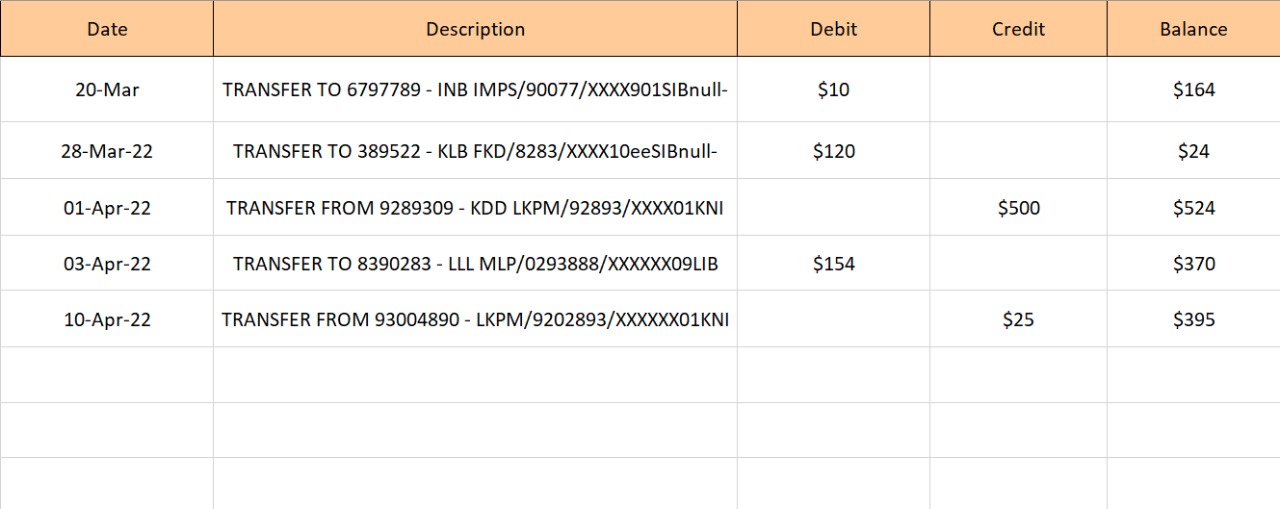 Date Description Debit Credit Balance
20-Mar TRANSFER TO 6797789 - INB IMPS/90077/XXXX901SIBnull- $10 $164
28-Mar-22 TRANSFER TO 389522 - KLB FKD/8283/XXXX10eeSIBnull- $120 $24
01-Apr-22 TRANSFER FROM 9289309 - KDD LKPM/92893/XXXX01KNI $500 $524
03-Apr-22 TRANSFER TO 8390283 - LLL MLP/0293888/XXXXXX09LIB $154 $370
10-Apr-22 TRANSFER FROM 93004890 - LKPM/9202893/XXXXXX01KNI $25 $395